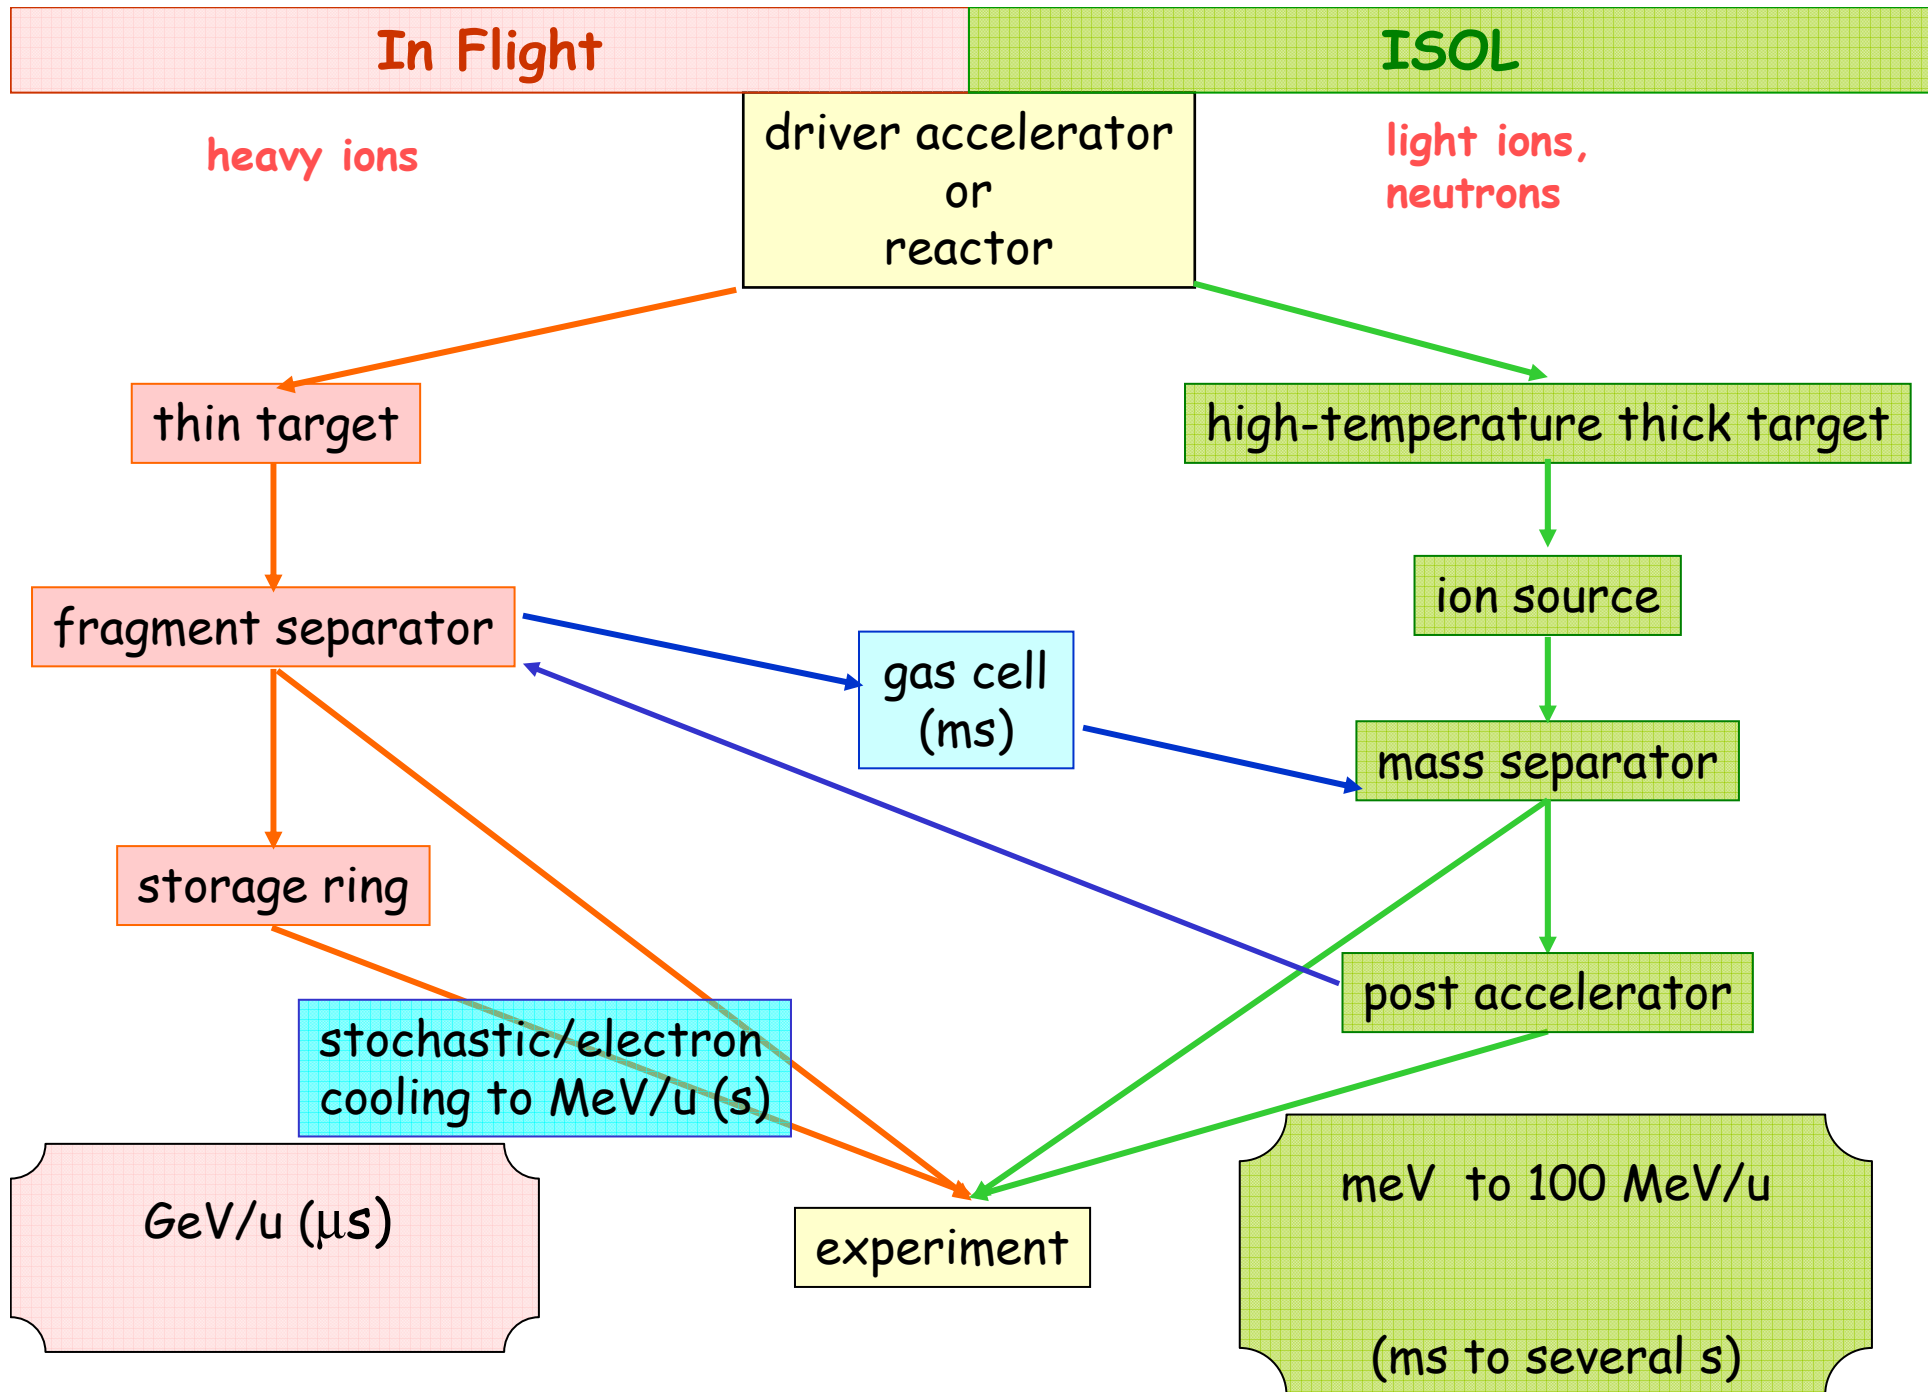 In Flight
ISOL
heavy ions
driver accelerator
or
reactor
light ions,
neutrons
thin target
high-temperature thick target
fragment separator
ion source
gas cell
(ms)
mass separator
storage ring
post accelerator
stochastic/electron
cooling to MeV/u (s)
GeV/u (μs)
experiment
meV to 100 MeV/u
(ms to several s)